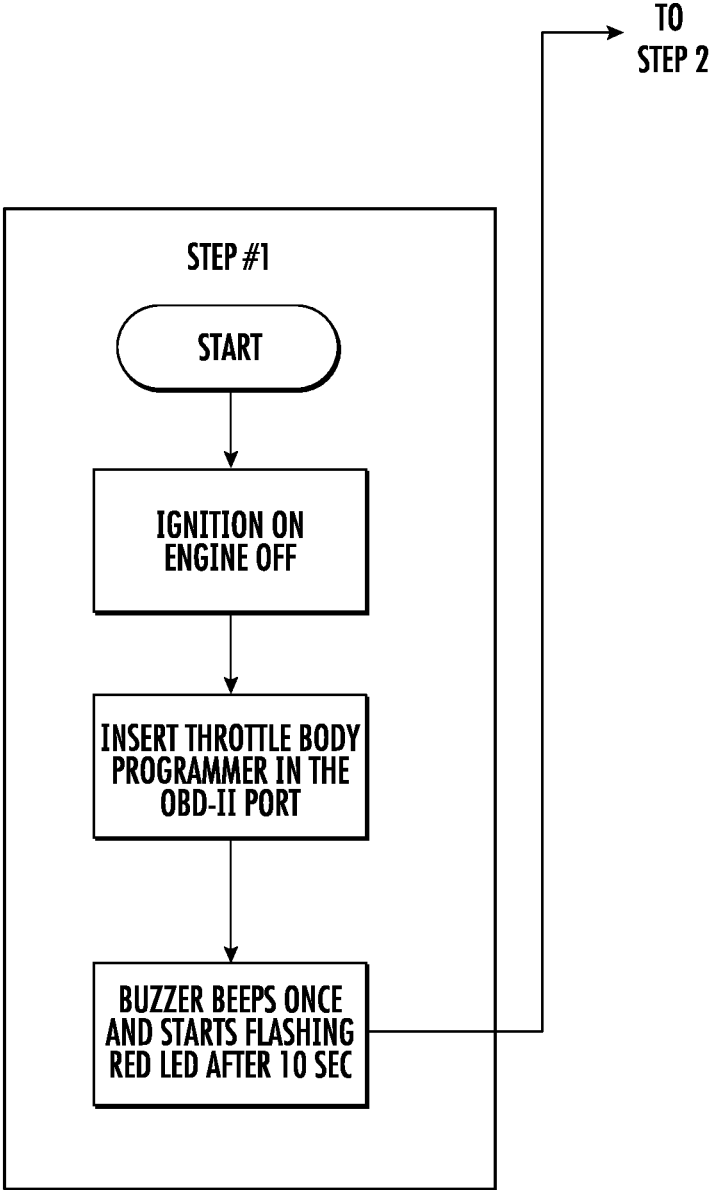 TO
STEP 2
STEP #1
START
IGNITION ON
ENGINE OFF
INSERT THROTTLE BODY
PROGRAMMER IN THE
OBD-II PORT
BUZZER BEEPS ONCE
AND STARTS FLASHING
RED LED AFTER 10 SEC